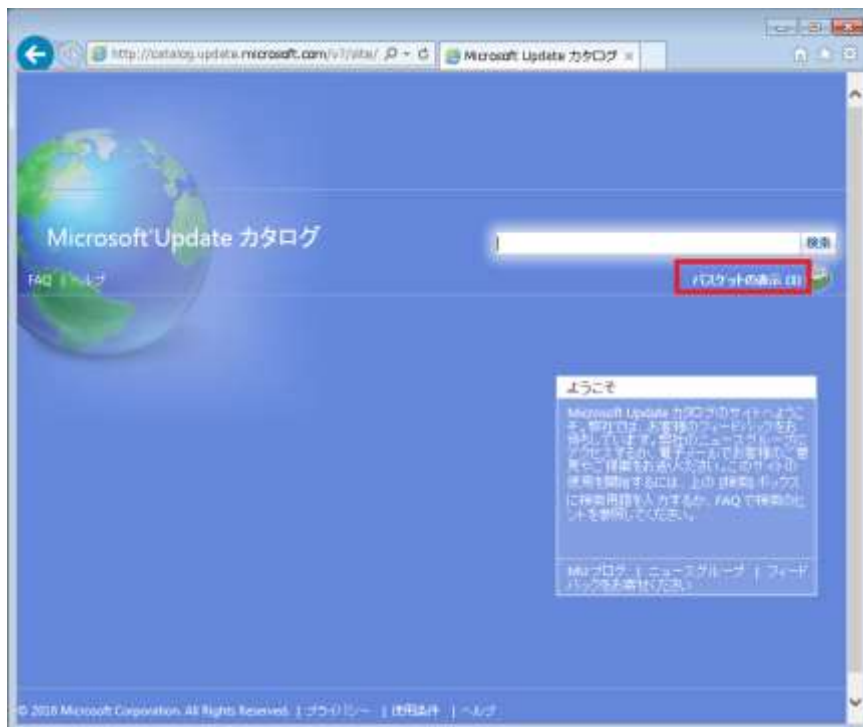 http://catalog.update.microsoft.com/v7/site/
Microsoft Update カタログ
Microsoft Update カタログ
検索
FAQ | ヘルプ
バスケットの表示
ようこそ
Microsoft Update カタログのサイトへようこ
そ。弊社では、お客様のフィードバックをお
待ちしています。弊社のニュースグループに
アクセスするか、電子メールでお客様のご意
見やご提案をお送りください。このサイトの
使用を開始するには、上の [検索] ボックス
に検索用語を入力するか、FAQ で検索のヒ
ントを参照してください。
MU ブログ | ニュースグループ | フィード
バックをお寄せください
Microsoft Corporation. All Rights Reserved. | プライバシー | 使用条件 | ヘルプ